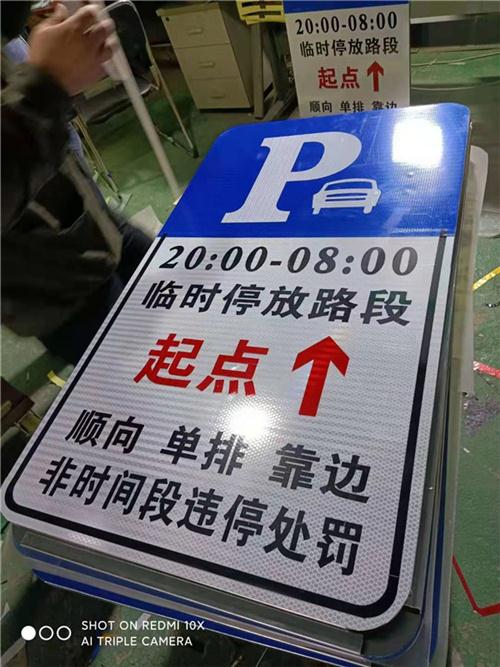 20:00-08:00
临时停放路段
起点↑
顺向 单排 靠边
P
20:00-08:00
临时停放路段
起点↑
顺向 单排 靠边
非时间段违停处罚
SHOT ON REDMI 10X
AI TRIPLE CAMERA